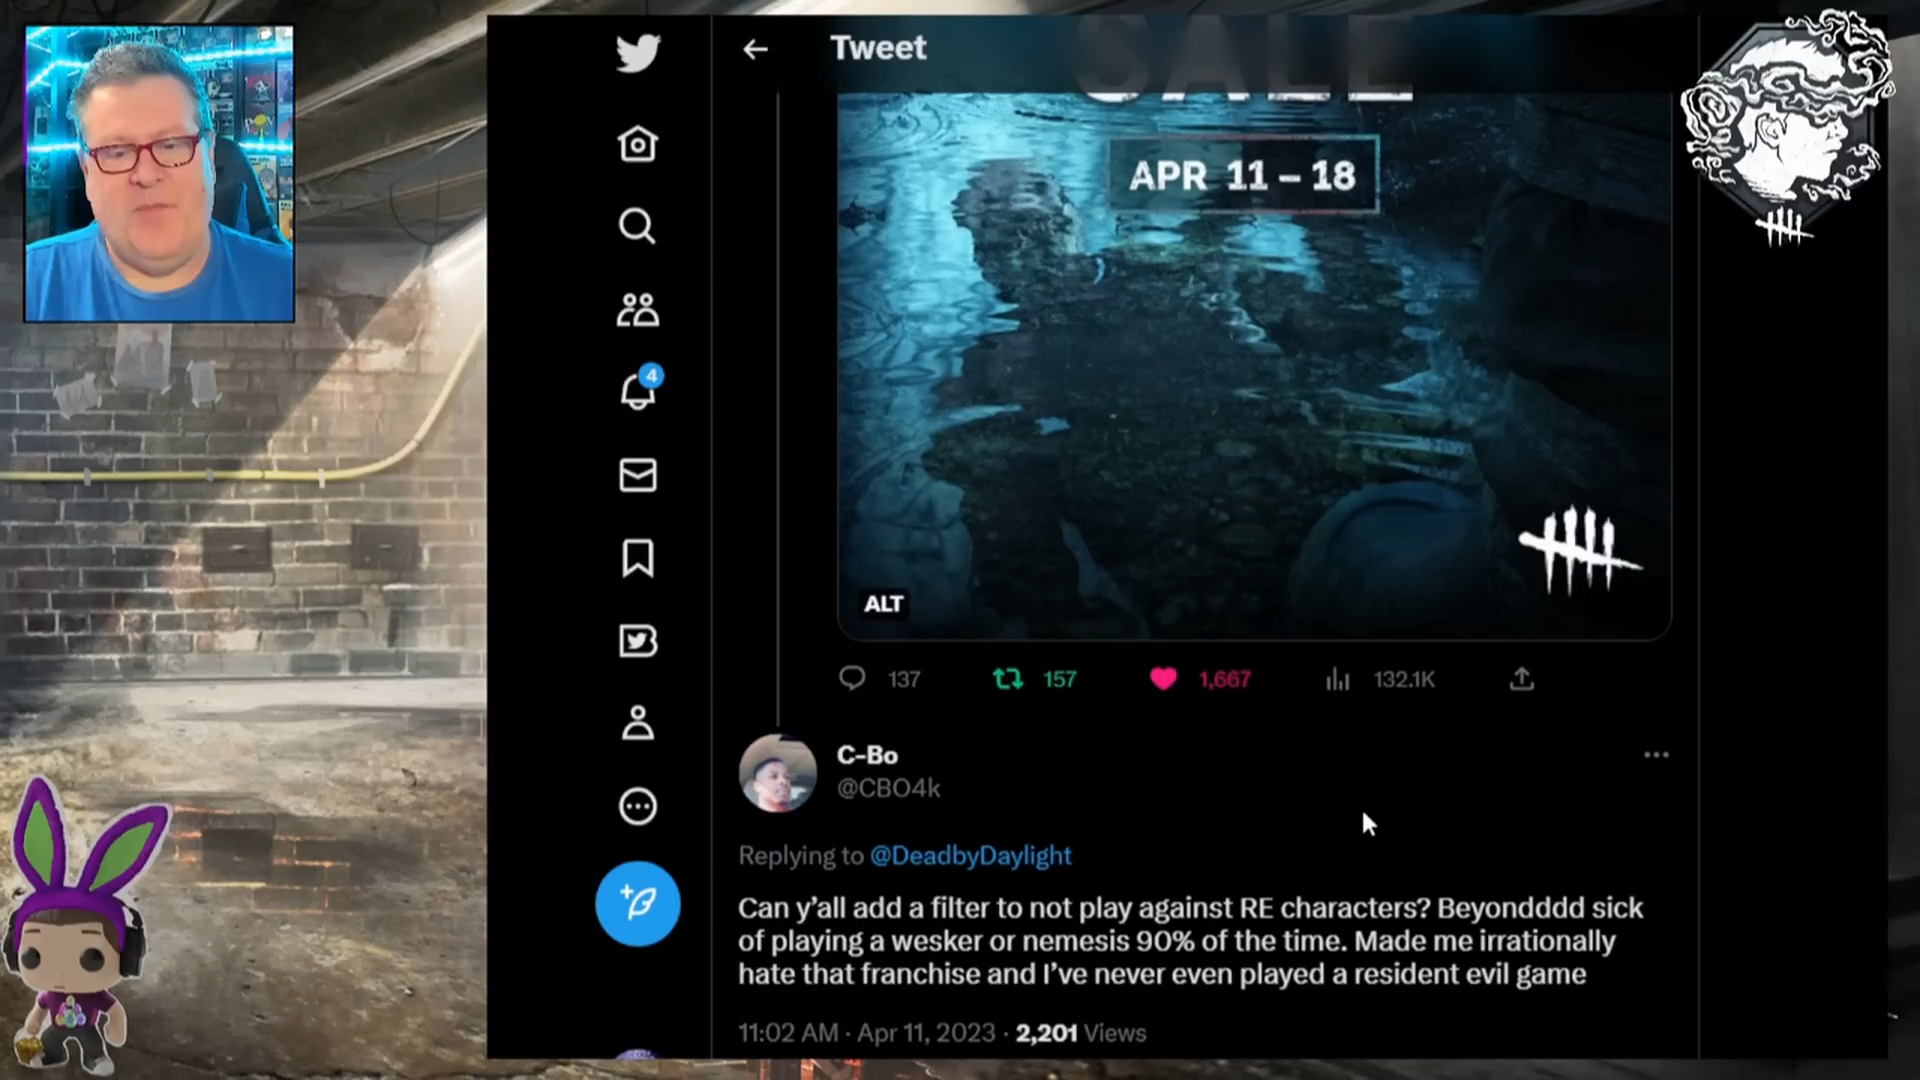 Tweet
SALE
APR 11 – 18
4
ALT
137
157
1,667
132.1K
C-Bo
@CBO4k
Replying to @DeadbyDaylight
Can y'all add a filter to not play against RE characters? Beyondddd sick
of playing a wesker or nemesis 90% of the time. Made me irrationally
hate that franchise and I've never even played a resident evil game
11:02 AM · Apr 11, 2023 · 2,201 Views